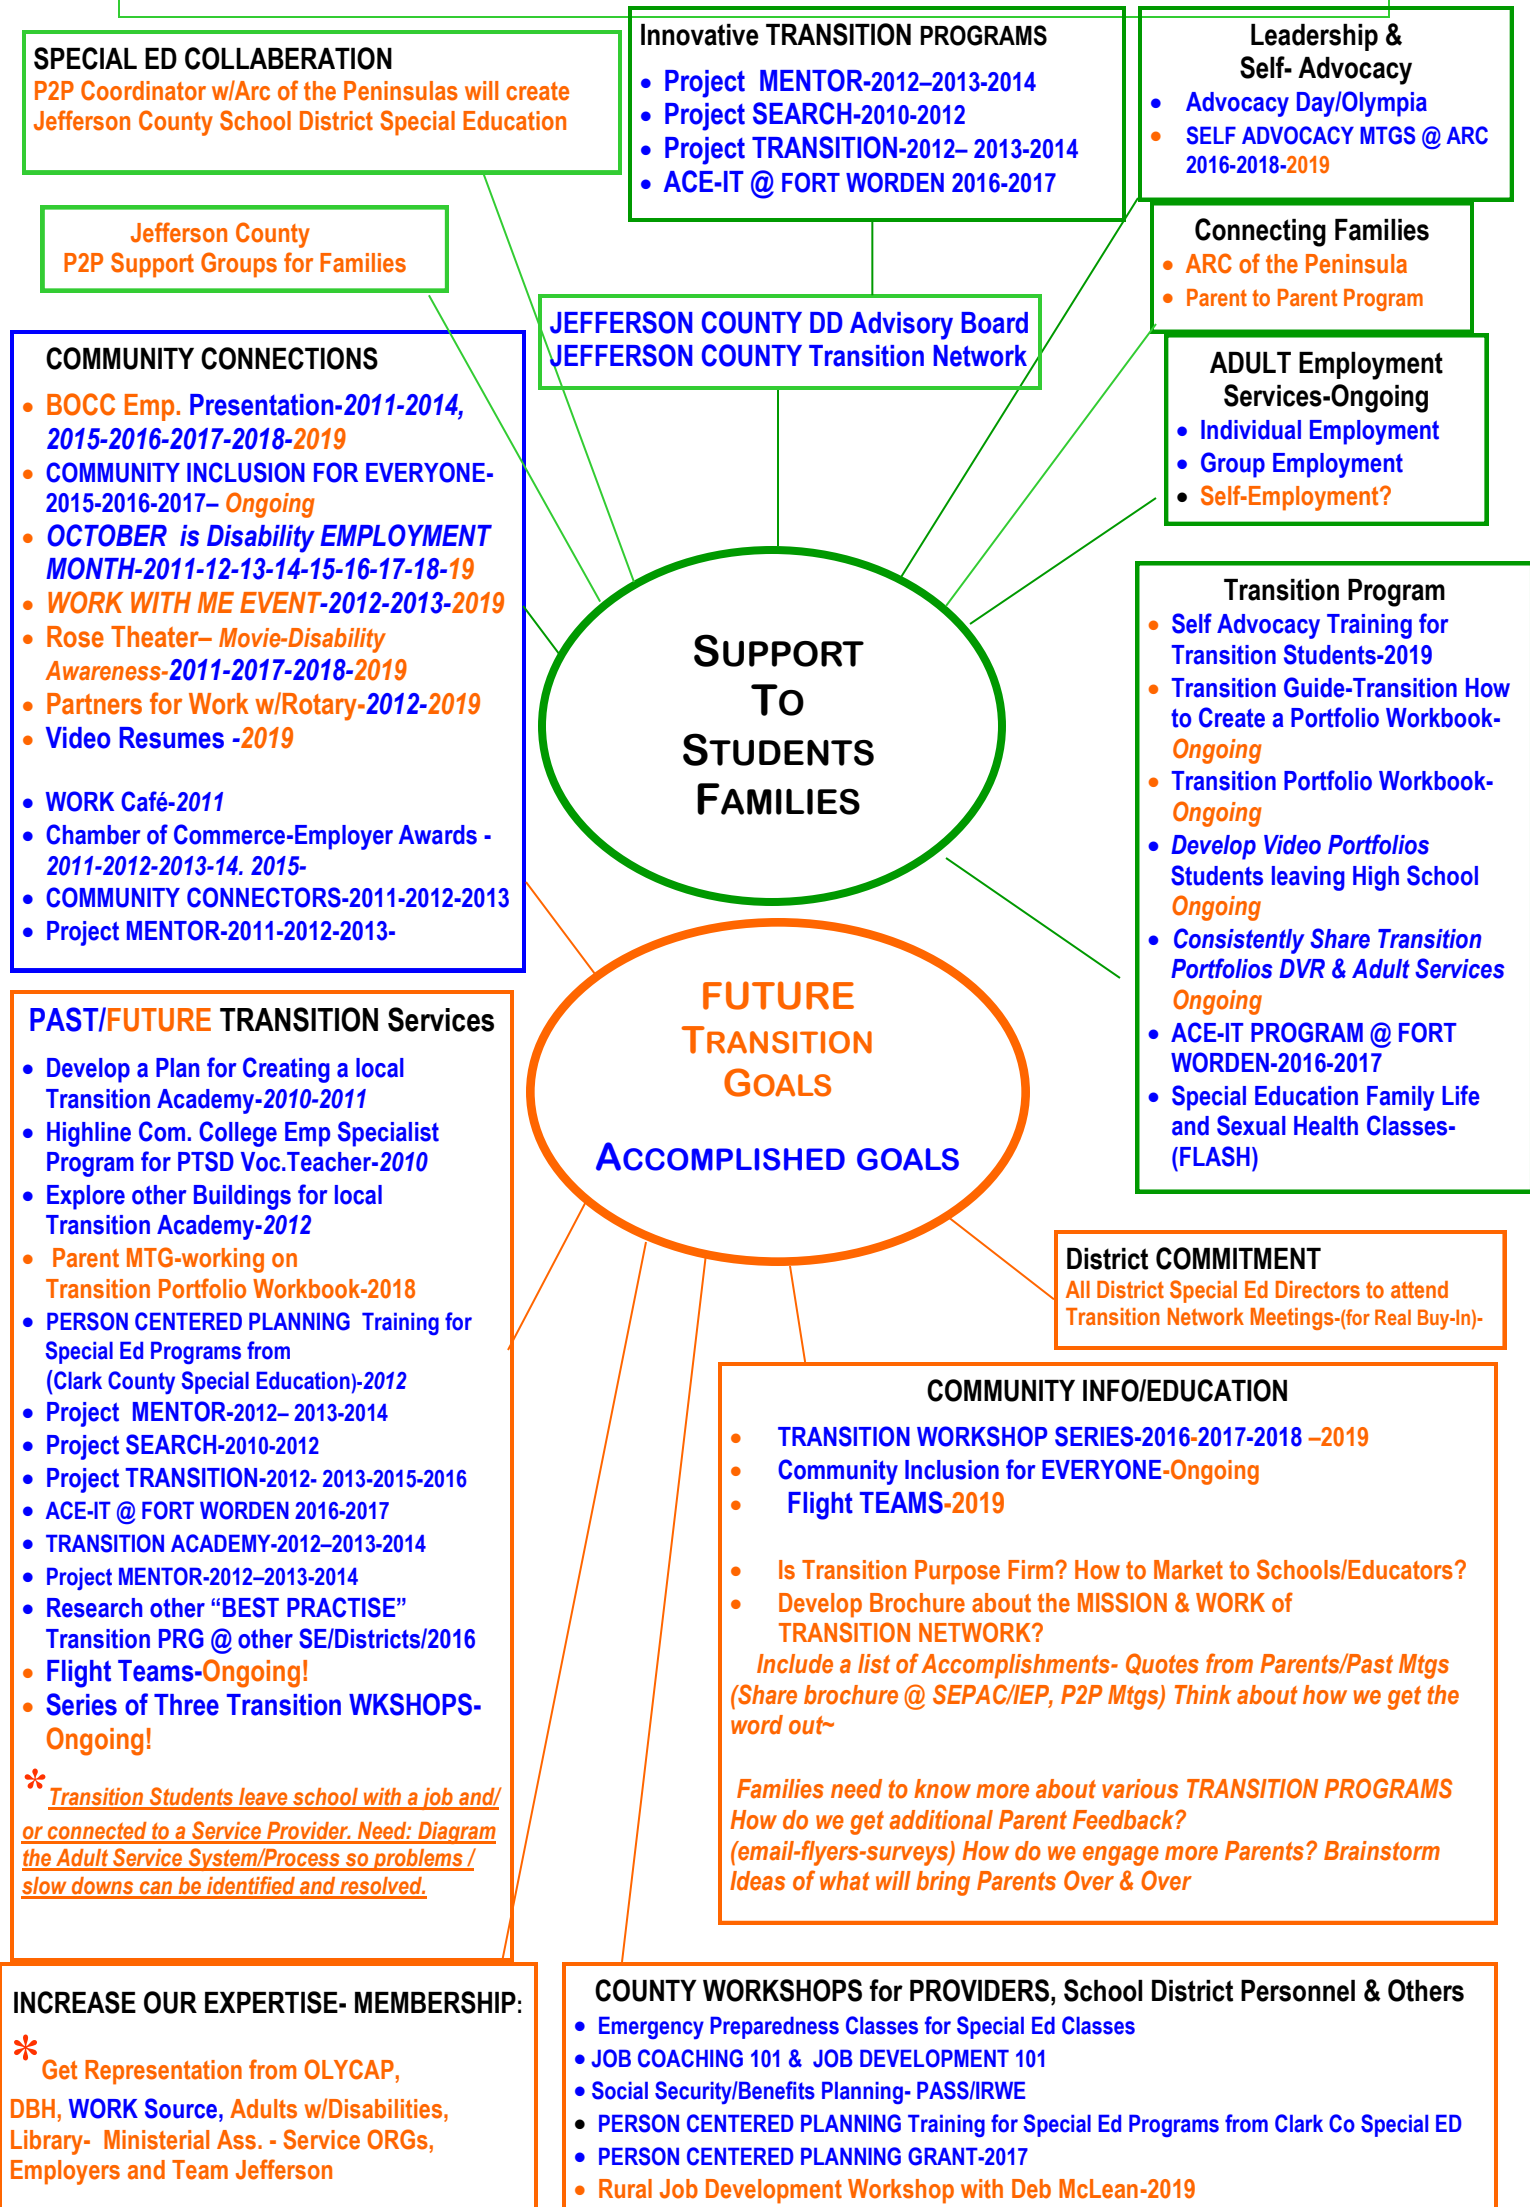 SPECIAL ED COLLABERATION
P2P Coordinator w/Arc of the Peninsulas will create
Jefferson County School District Special Education
Innovative TRANSITION PROGRAMS
• Project MENTOR-2012–2013-2014
• Project SEARCH-2010-2012
• Project TRANSITION-2012– 2013-2014
• ACE-IT @ FORT WORDEN 2016-2017
Leadership &
Self- Advocacy
• Advocacy Day/Olympia
• SELF ADVOCACY MTGS @ ARC
2016-2018-2019
Jefferson County
P2P Support Groups for Families
Connecting Families
• ARC of the Peninsula
• Parent to Parent Program
JEFFERSON COUNTY DD Advisory Board
JEFFERSON COUNTY Transition Network
ADULT Employment
Services-Ongoing
• Individual Employment
• Group Employment
• Self-Employment?
COMMUNITY CONNECTIONS
• BOCC Emp. Presentation-2011-2014,
2015-2016-2017-2018-2019
• COMMUNITY INCLUSION FOR EVERYONE-
2015-2016-2017– Ongoing
• OCTOBER is Disability EMPLOYMENT
MONTH-2011-12-13-14-15-16-17-18-19
• WORK WITH ME EVENT-2012-2013-2019
• Rose Theater– Movie-Disability
Awareness-2011-2017-2018-2019
• Partners for Work w/Rotary-2012-2019
• Video Resumes -2019
• WORK Café-2011
• Chamber of Commerce-Employer Awards -
2011-2012-2013-14. 2015-
• COMMUNITY CONNECTORS-2011-2012-2013
• Project MENTOR-2011-2012-2013-
SUPPORT
TO
STUDENTS
FAMILIES
Transition Program
• Self Advocacy Training for
Transition Students-2019
• Transition Guide-Transition How
to Create a Portfolio Workbook-
Ongoing
• Transition Portfolio Workbook-
Ongoing
• Develop Video Portfolios
Students leaving High School
Ongoing
• Consistently Share Transition
Portfolios DVR & Adult Services
Ongoing
• ACE-IT PROGRAM @ FORT
WORDEN-2016-2017
• Special Education Family Life
and Sexual Health Classes-
(FLASH)
FUTURE
TRANSITION
GOALS
ACCOMPLISHED GOALS
PAST/FUTURE TRANSITION Services
• Develop a Plan for Creating a local
Transition Academy-2010-2011
• Highline Com. College Emp Specialist
Program for PTSD Voc.Teacher-2010
• Explore other Buildings for local
Transition Academy-2012
• Parent MTG-working on
Transition Portfolio Workbook-2018
• PERSON CENTERED PLANNING Training for
Special Ed Programs from
(Clark County Special Education)-2012
• Project MENTOR-2012– 2013-2014
• Project SEARCH-2010-2012
• Project TRANSITION-2012- 2013-2015-2016
• ACE-IT @ FORT WORDEN 2016-2017
• TRANSITION ACADEMY-2012–2013-2014
• Project MENTOR-2012–2013-2014
• Research other “BEST PRACTISE”
Transition PRG @ other SE/Districts/2016
• Flight Teams-Ongoing!
• Series of Three Transition WKSHOPS-
Ongoing!
* Transition Students leave school with a job and/
or connected to a Service Provider. Need: Diagram
the Adult Service System/Process so problems /
slow downs can be identified and resolved.
District COMMITMENT
All District Special Ed Directors to attend
Transition Network Meetings-(for Real Buy-In)-
COMMUNITY INFO/EDUCATION
• TRANSITION WORKSHOP SERIES-2016-2017-2018 –2019
• Community Inclusion for EVERYONE-Ongoing
• Flight TEAMS-2019
• Is Transition Purpose Firm? How to Market to Schools/Educators?
• Develop Brochure about the MISSION & WORK of
TRANSITION NETWORK?
Include a list of Accomplishments- Quotes from Parents/Past Mtgs
(Share brochure @ SEPAC/IEP, P2P Mtgs) Think about how we get the
word out~
Families need to know more about various TRANSITION PROGRAMS
How do we get additional Parent Feedback?
(email-flyers-surveys) How do we engage more Parents? Brainstorm
Ideas of what will bring Parents Over & Over
INCREASE OUR EXPERTISE- MEMBERSHIP:
* Get Representation from OLYCAP,
DBH, WORK Source, Adults w/Disabilities,
Library- Ministerial Ass. - Service ORGs,
Employers and Team Jefferson
COUNTY WORKSHOPS for PROVIDERS, School District Personnel & Others
• Emergency Preparedness Classes for Special Ed Classes
• JOB COACHING 101 & JOB DEVELOPMENT 101
• Social Security/Benefits Planning- PASS/IRWE
• PERSON CENTERED PLANNING Training for Special Ed Programs from Clark Co Special ED
• PERSON CENTERED PLANNING GRANT-2017
• Rural Job Development Workshop with Deb McLean-2019